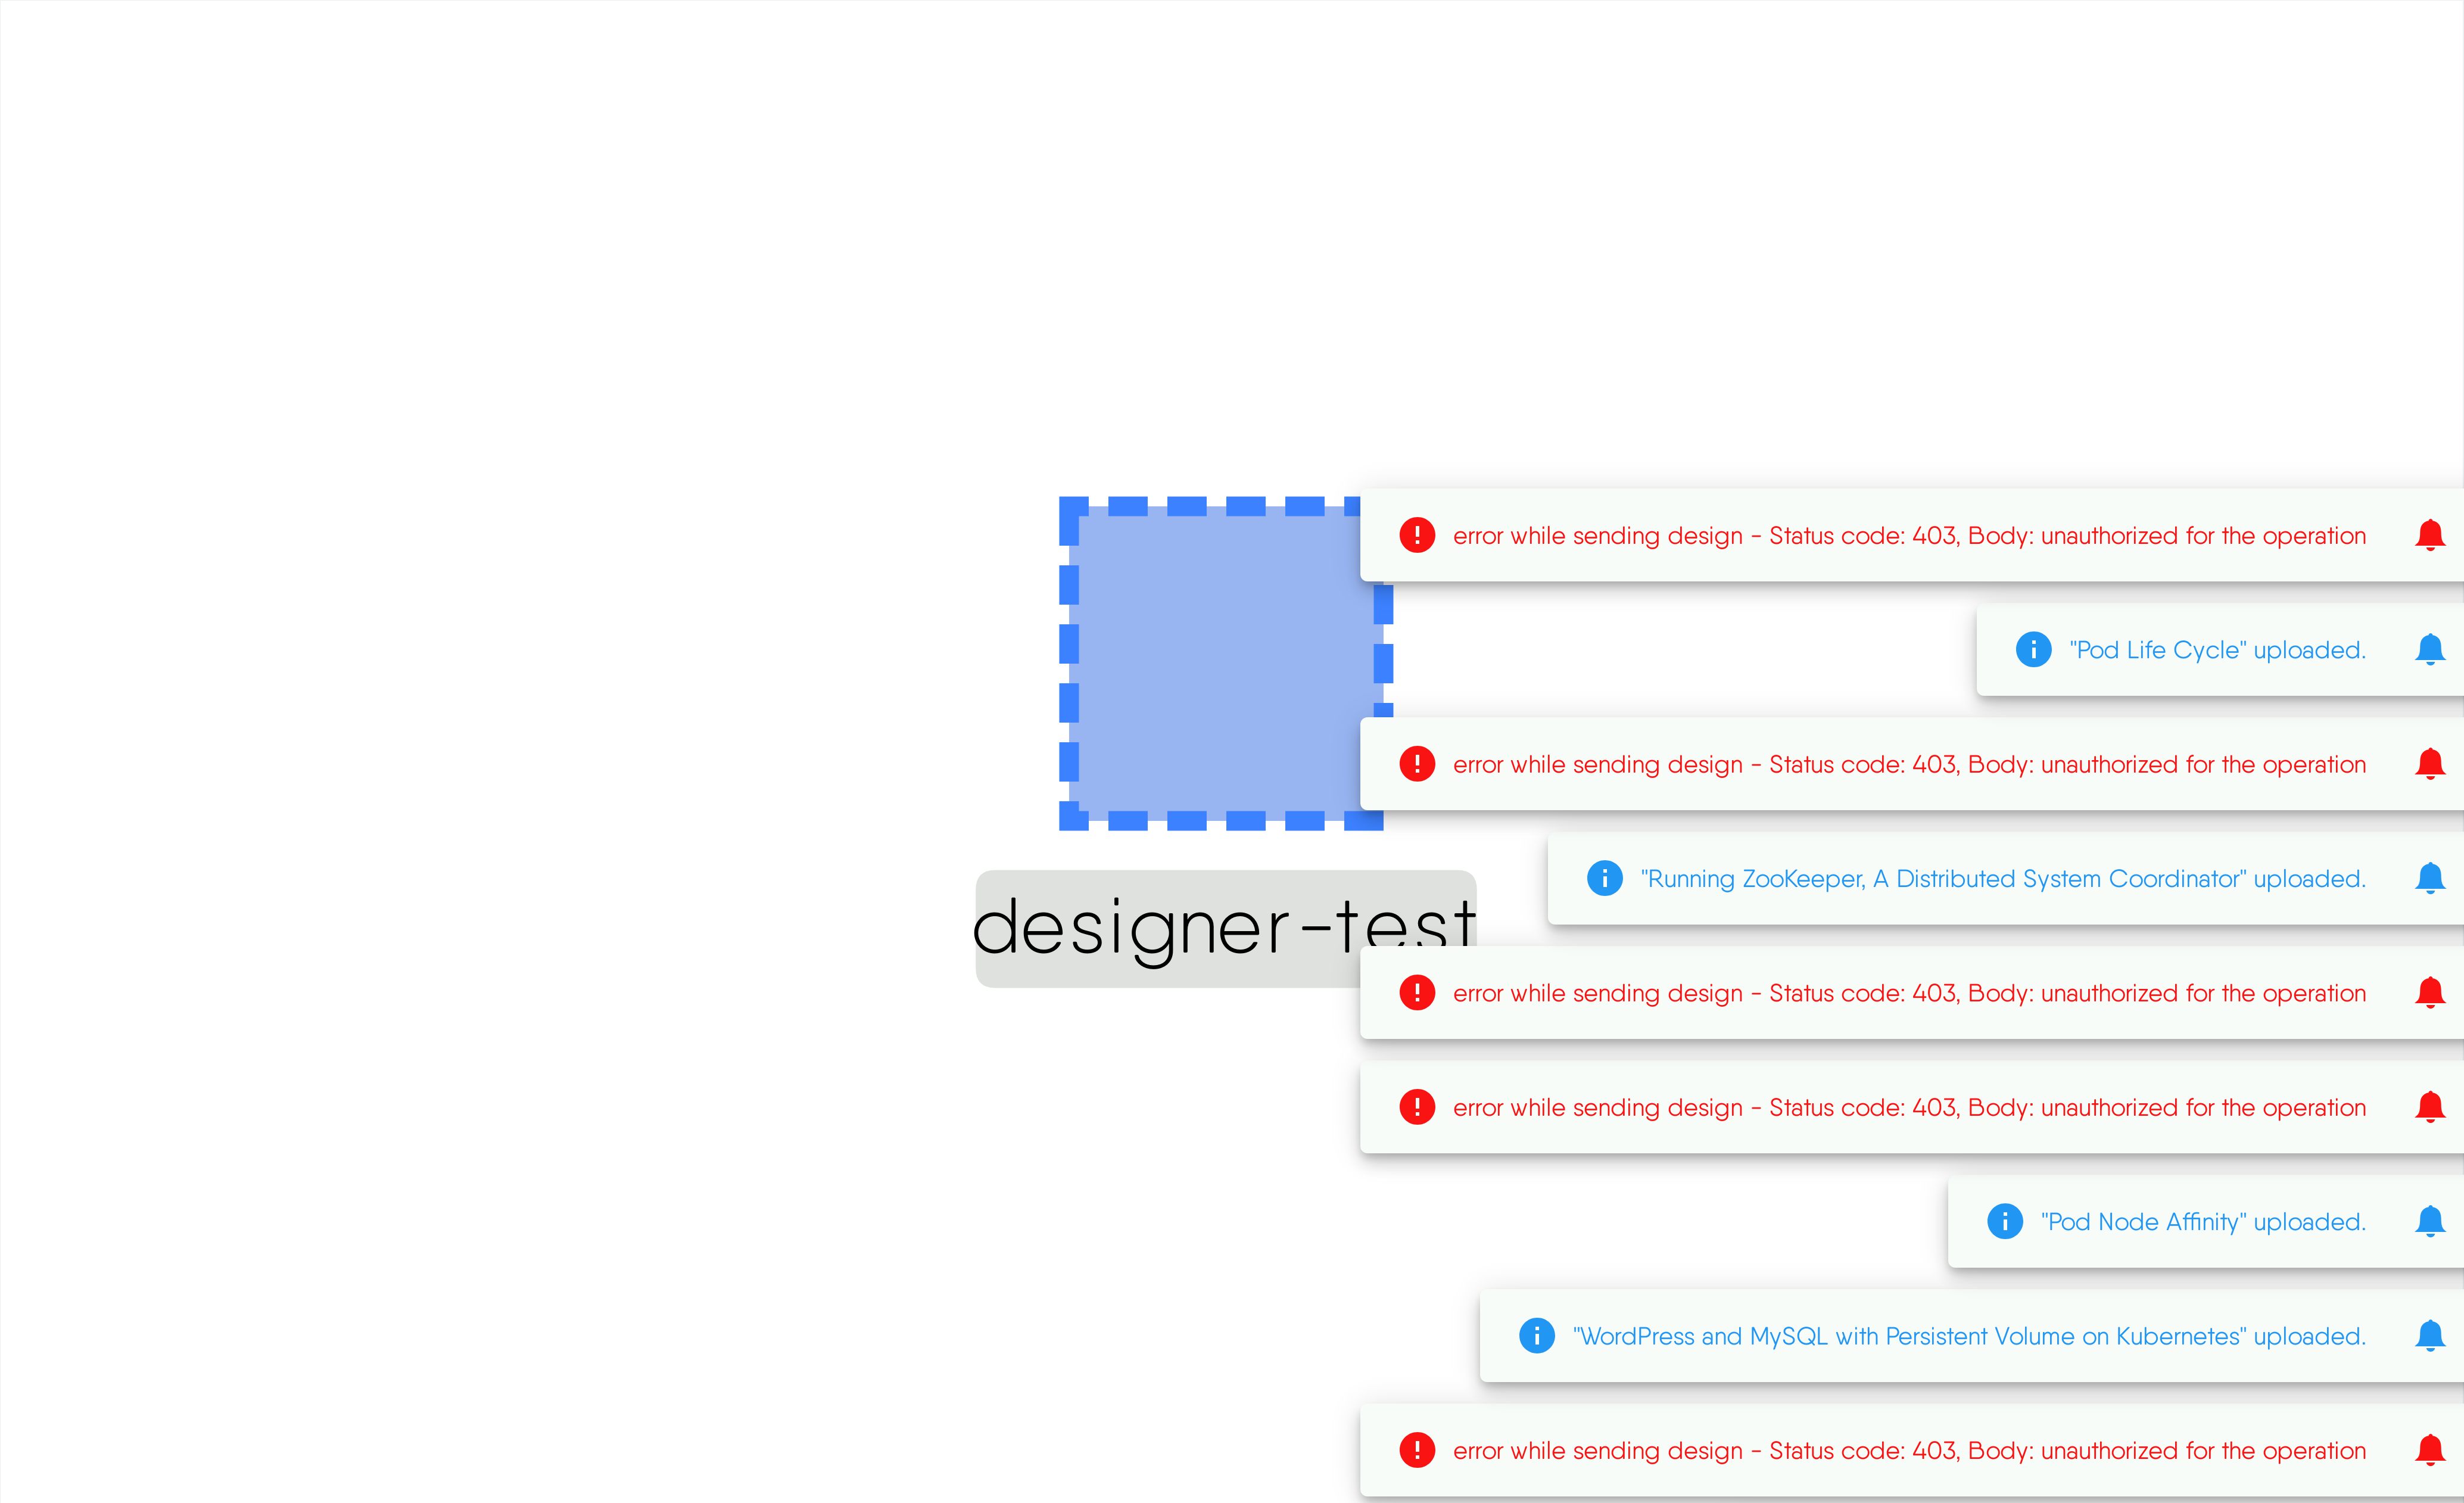 error while sending design - Status code: 403, Body: unauthorized for the operation
"Pod Life Cycle" uploaded.
error while sending design - Status code: 403, Body: unauthorized for the operation
"Running ZooKeeper, A Distributed System Coordinator" uploaded.
designer-test
error while sending design - Status code: 403, Body: unauthorized for the operation
error while sending design - Status code: 403, Body: unauthorized for the operation
"Pod Node Affinity" uploaded.
"WordPress and MySQL with Persistent Volume on Kubernetes" uploaded.
error while sending design - Status code: 403, Body: unauthorized for the operation